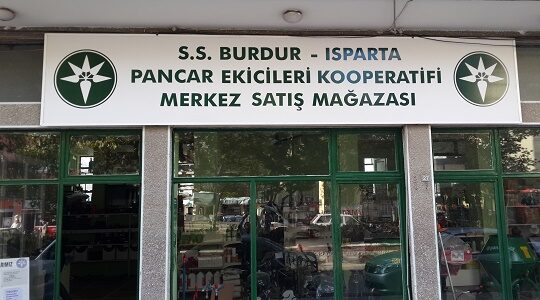 S.S. BURDUR - ISPARTA
PANCAR EKİCİLERİ KOOPERATİFİ
MERKEZ SATIŞ MAĞAZASI